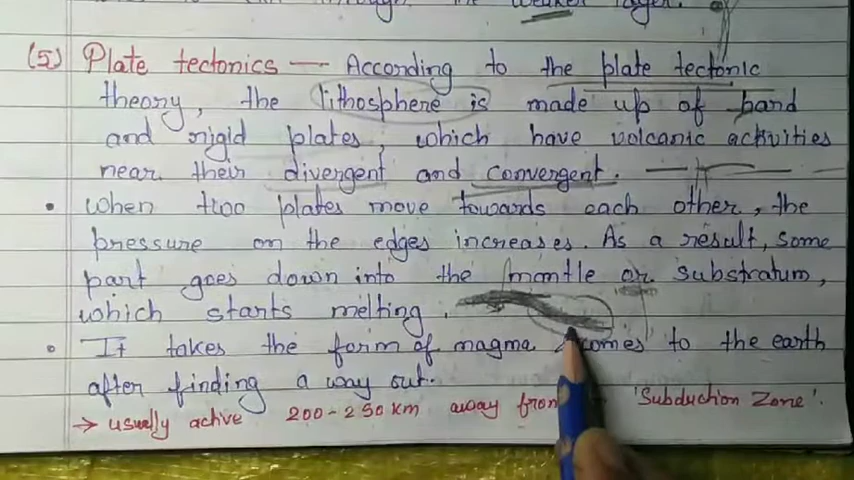 the weaker layer.
(5) Plate tectonics — According to the plate tectonic
theory, the lithosphere is made up of hard
and rigid plates, which have volcanic activities
near their divergent and convergent.
• When two plates move towards each other, the
pressure on the edges increases. As a result, some
part goes down into the mantle or substratum,
which starts melting.
• It takes the form of magma comes to the earth
after finding a way out.
→ usually active 200-250 km away from 'Subduction Zone'.